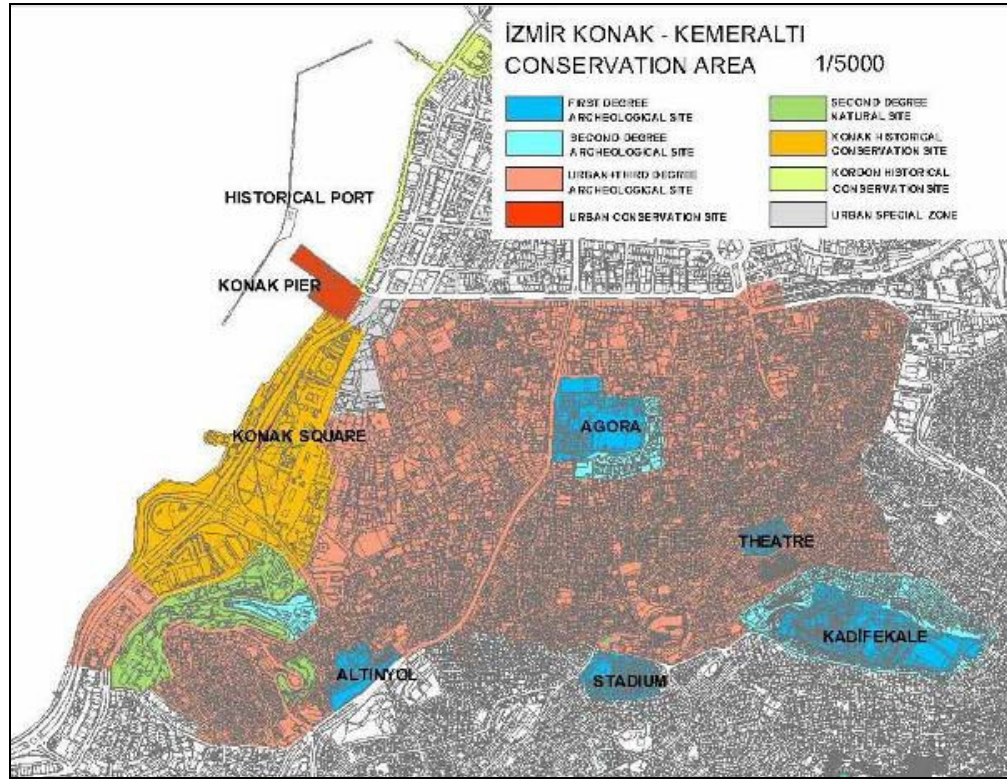 İZMİR KONAK - KEMERALTI
CONSERVATION AREA 1/5000
FIRST DEGREE
ARCHEOLOGICAL SITE
SECOND DEGREE
ARCHEOLOGICAL SITE
URBAN+THIRD DEGREE
ARCHEOLOGICAL SITE
URBAN CONSERVATION SITE
SECOND DEGREE
NATURAL SITE
KONAK HISTORICAL
CONSERVATION SITE
KORDON HISTORICAL
CONSERVATION SITE
URBAN SPECIAL ZONE
HISTORICAL PORT
KONAK PIER
KONAK SQUARE
AGORA
THEATRE
KADİFEKALE
ALTINYOL
STADIUM